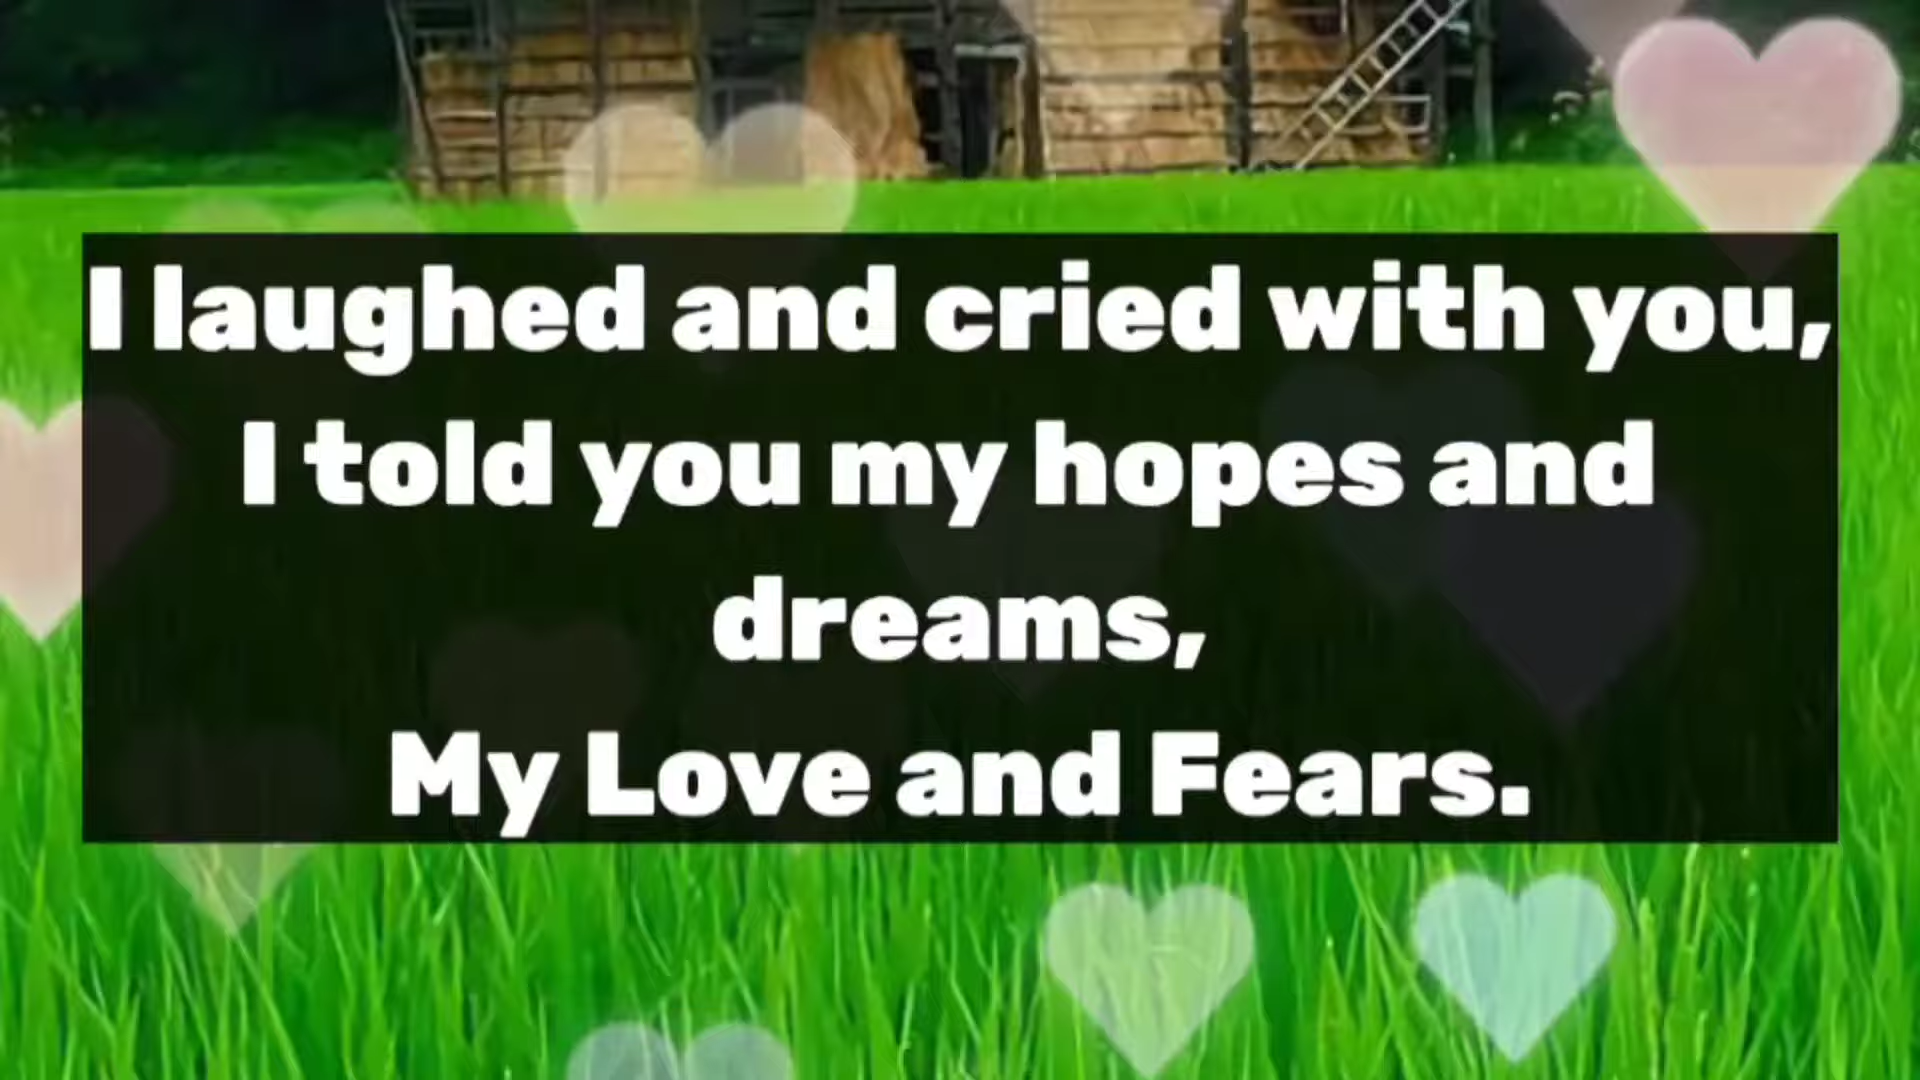 I laughed and cried with you,
I told you my hopes and
dreams,
My Love and Fears.